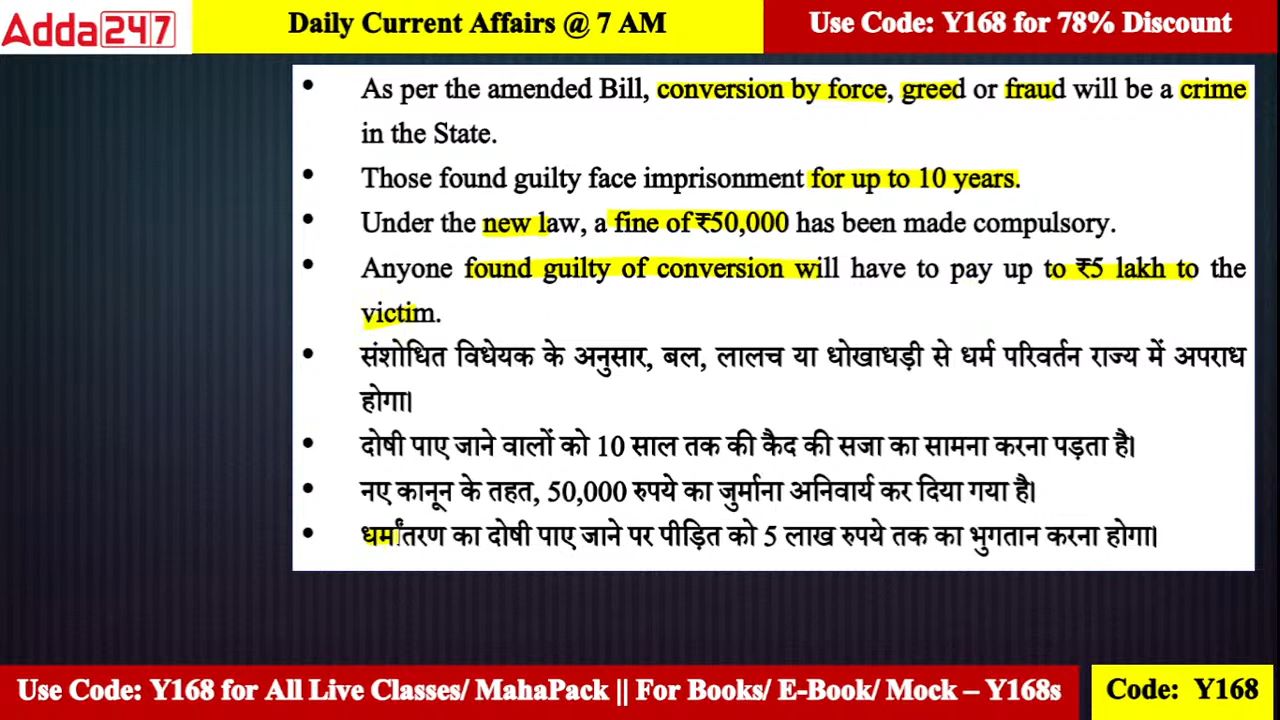 Adda247
Daily Current Affairs @ 7 AM
Use Code: Y168 for 78% Discount
• As per the amended Bill, conversion by force, greed or fraud will be a crime
in the State.
• Those found guilty face imprisonment for up to 10 years.
• Under the new law, a fine of ₹50,000 has been made compulsory.
• Anyone found guilty of conversion will have to pay up to ₹5 lakh to the
victim.
• संशोधित विधेयक के अनुसार, बल, लालच या धोखाधड़ी से धर्म परिवर्तन राज्य में अपराध
होगा।
• दोषी पाए जाने वालों को 10 साल तक की कैद की सजा का सामना करना पड़ता है।
• नए कानून के तहत, 50,000 रुपये का जुर्माना अनिवार्य कर दिया गया है।
• धर्मांतरण का दोषी पाए जाने पर पीड़ित को 5 लाख रुपये तक का भुगतान करना होगा।
Use Code: Y168 for All Live Classes/ MahaPack || For Books/ E-Book/ Mock – Y168s
Code: Y168